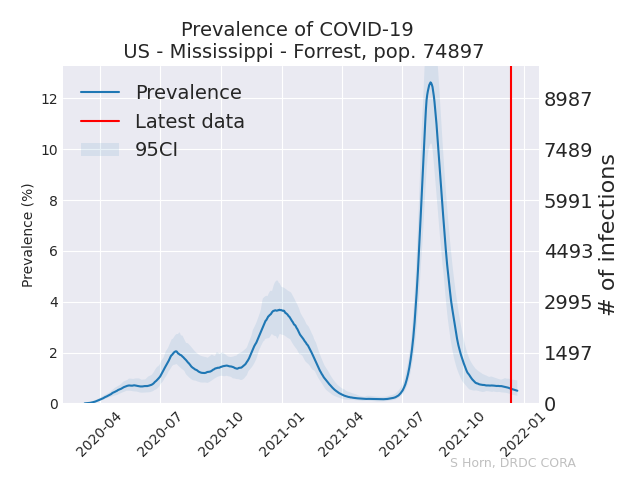 Prevalence of COVID-19
US - Mississippi - Forrest, pop. 74897
Prevalence
Latest data
95CI
Prevalence (%)
12
10
8
6
4
2
0
8987
7489
5991
4493
2995
1497
0
# of infections
2020-04
2020-07
2020-10
2021-01
2021-04
2021-07
2021-10
2022-01
S Horn, DRDC CORA